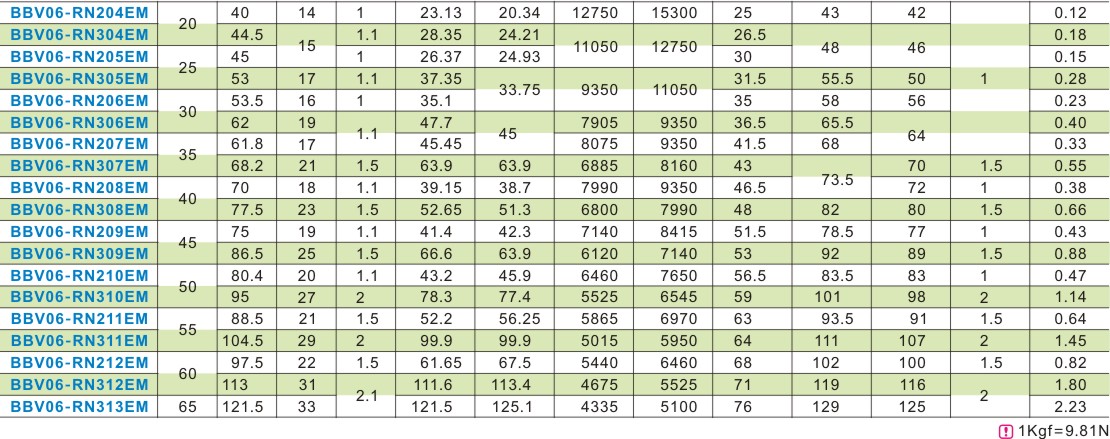 BBV06-RN204EM 20 40 14 1 23.13 20.34 12750 15300 25 43 42 0.12
BBV06-RN304EM 44.5 15 1.1 28.35 24.21 11050 12750 26.5 48 46 0.18
BBV06-RN205EM 25 45 1 26.37 24.93 30 0.15
BBV06-RN305EM 53 17 1.1 37.35 33.75 9350 11050 31.5 55.5 50 1 0.28
BBV06-RN206EM 30 53.5 16 1 35.1 35 58 56 0.23
BBV06-RN306EM 62 19 1.1 47.7 45 7905 9350 36.5 65.5 64 0.40
BBV06-RN207EM 35 61.8 17 45.45 8075 9350 41.5 68 0.33
BBV06-RN307EM 68.2 21 1.5 63.9 63.9 6885 8160 43 73.5 70 1.5 0.55
BBV06-RN208EM 40 70 18 1.1 39.15 38.7 7990 9350 46.5 72 1 0.38
BBV06-RN308EM 77.5 23 1.5 52.65 51.3 6800 7990 48 82 80 1.5 0.66
BBV06-RN209EM 45 75 19 1.1 41.4 42.3 7140 8415 51.5 78.5 77 1 0.43
BBV06-RN309EM 86.5 25 1.5 66.6 63.9 6120 7140 53 92 89 1.5 0.88
BBV06-RN210EM 50 80.4 20 1.1 43.2 45.9 6460 7650 56.5 83.5 83 1 0.47
BBV06-RN310EM 95 27 2 78.3 77.4 5525 6545 59 101 98 2 1.14
BBV06-RN211EM 55 88.5 21 1.5 52.2 56.25 5865 6970 63 93.5 91 1.5 0.64
BBV06-RN311EM 104.5 29 2 99.9 99.9 5015 5950 64 111 107 2 1.45
BBV06-RN212EM 60 97.5 22 1.5 61.65 67.5 5440 6460 68 102 100 1.5 0.82
BBV06-RN312EM 113 31 2.1 111.6 113.4 4675 5525 71 119 116 2 1.80
BBV06-RN313EM 65 121.5 33 121.5 125.1 4335 5100 76 129 125 2.23
! 1Kgf=9.81N